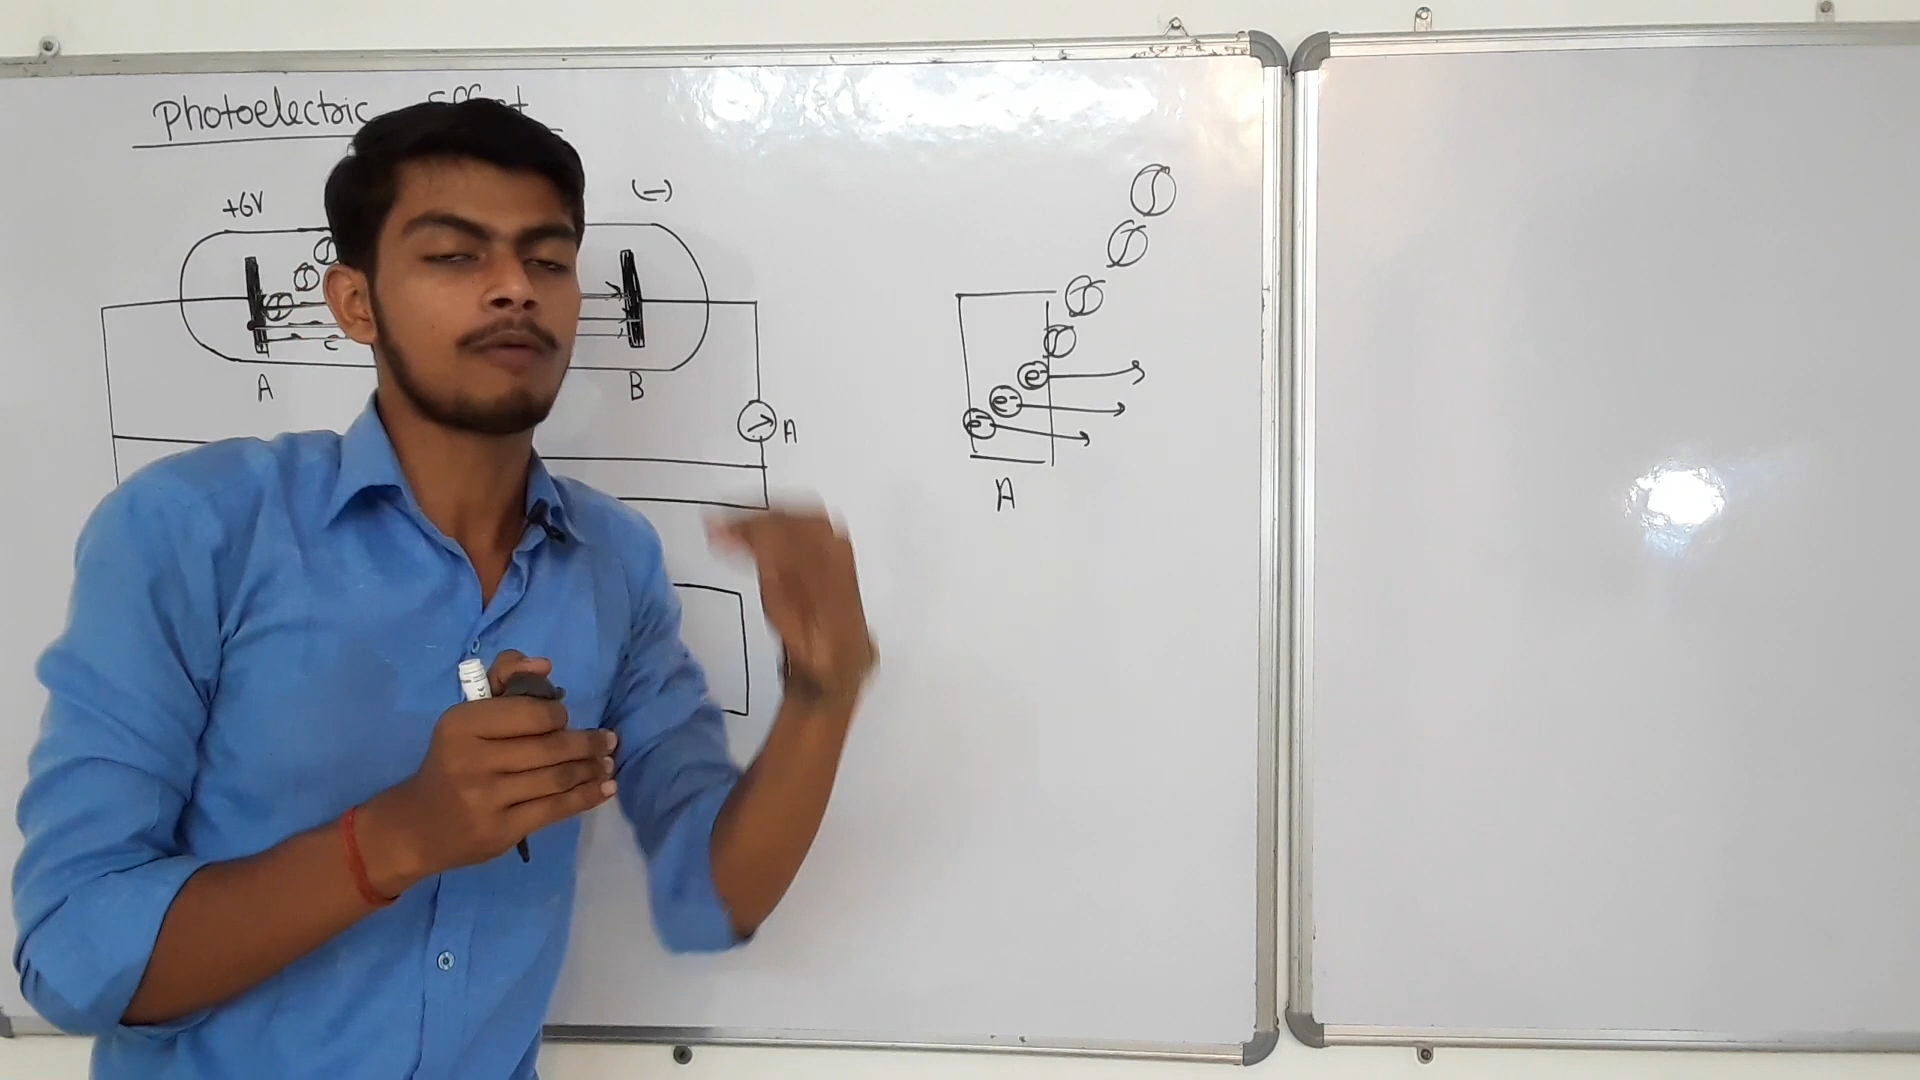 Photoelectric Effect
+6V
(-)
A
B
A
e-
e-
e-
A